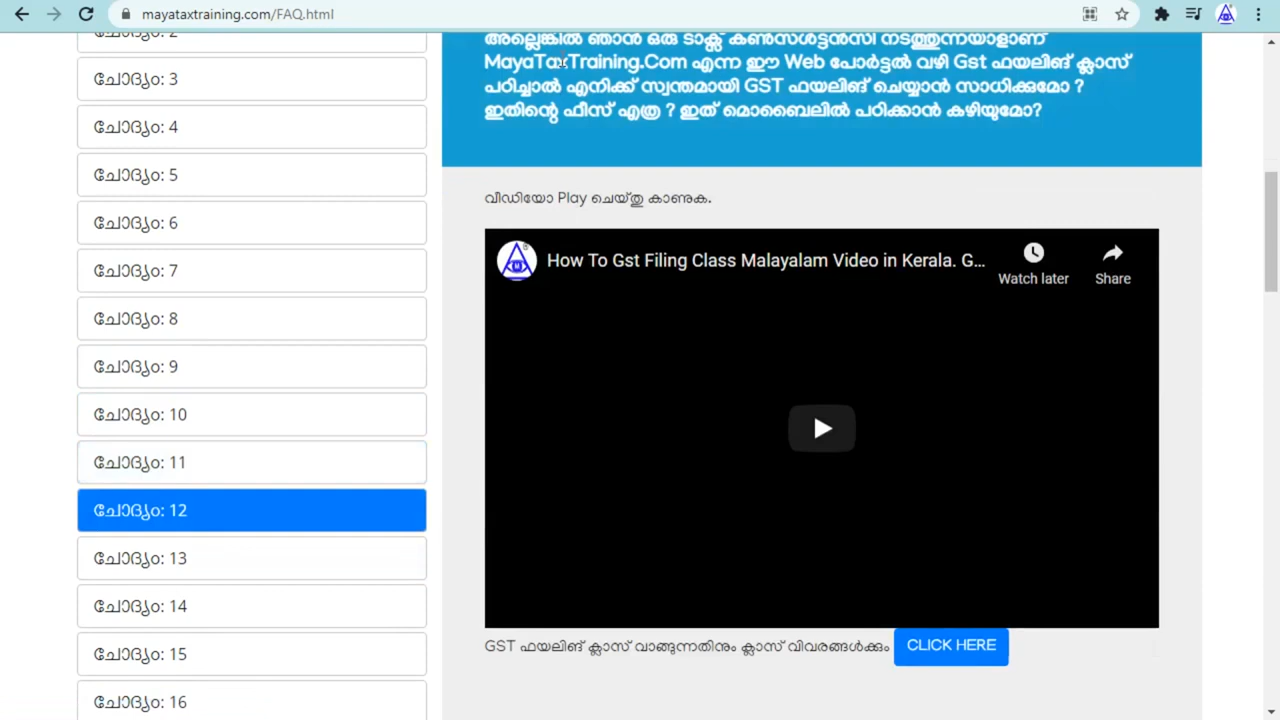 mayataxtraining.com/FAQ.html
ചോദ്യം: 2
ചോദ്യം: 3
ചോദ്യം: 4
ചോദ്യം: 5
ചോദ്യം: 6
ചോദ്യം: 7
ചോദ്യം: 8
ചോദ്യം: 9
ചോദ്യം: 10
ചോദ്യം: 11
ചോദ്യം: 12
ചോദ്യം: 13
ചോദ്യം: 14
ചോദ്യം: 15
ചോദ്യം: 16
അല്ലെങ്കിൽ ഞാൻ ഒരു ടാക്സ് കൺസൾട്ടൻസി നടത്തുന്നയാളാണ്
MayaTaxTraining.Com എന്ന ഈ Web പോർട്ടൽ വഴി Gst ഫയലിങ് ക്ലാസ്
പഠിച്ചാൽ എനിക്ക് സ്വന്തമായി GST ഫയലിങ് ചെയ്യാൻ സാധിക്കുമോ ?
ഇതിന്റെ ഫീസ് എത്ര ? ഇത് മൊബൈലിൽ പഠിക്കാൻ കഴിയുമോ?
വീഡിയോ Play ചെയ്തു കാണുക.
How To Gst Filing Class Malayalam Video in Kerala. G...
Watch later
Share
GST ഫയലിങ് ക്ലാസ് വാങ്ങുന്നതിനും ക്ലാസ് വിവരങ്ങൾക്കും CLICK HERE